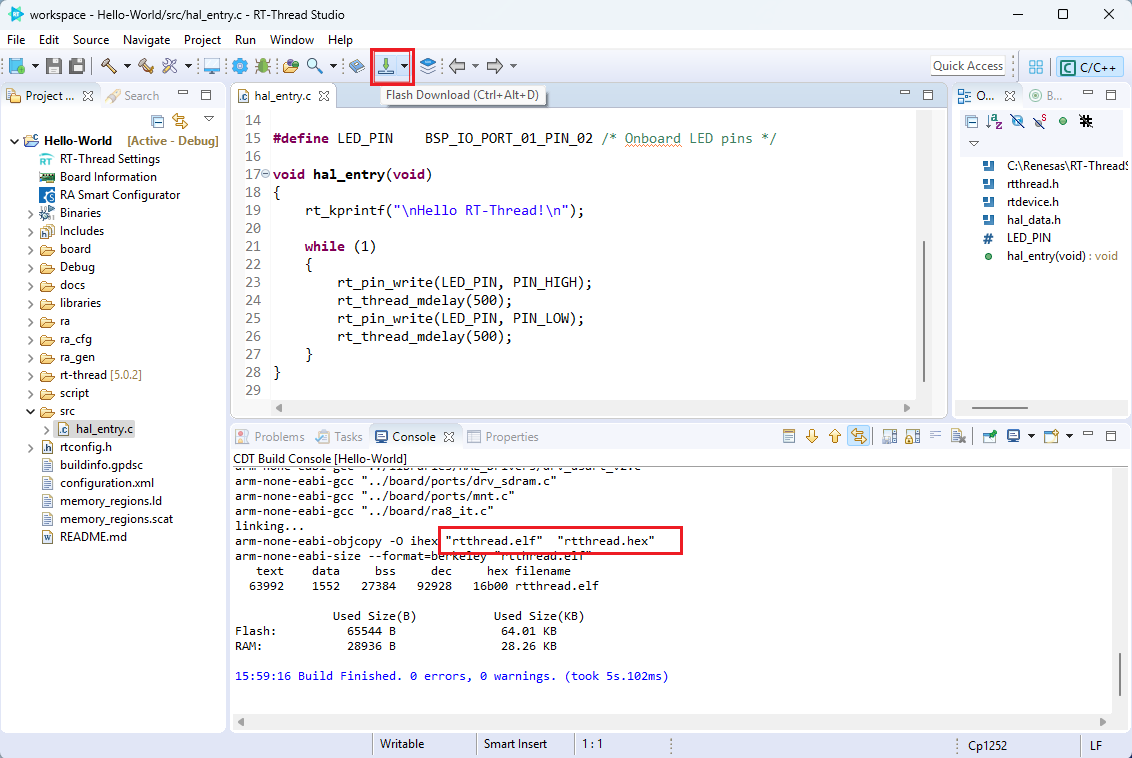 workspace - Hello-World/src/hal_entry.c - RT-Thread Studio
File Edit Source Navigate Project Run Window Help
Quick Access
C/C++
Flash Download (Ctrl+Alt+D)
Project ...
Search
Hello-World [Active - Debug]
RT-Thread Settings
Board Information
RA Smart Configurator
Binaries
Includes
board
Debug
docs
libraries
ra
ra_cfg
ra_gen
rt-thread [5.0.2]
script
src
hal_entry.c
rtconfig.h
buildinfo.gpdsc
configuration.xml
memory_regions.ld
memory_regions.scat
README.md
hal_entry.c
14
15 #define LED_PIN    BSP_IO_PORT_01_PIN_02 /* Onboard LED pins */
16
17 void hal_entry(void)
18 {
19     rt_kprintf("\nHello RT-Thread!\n");
20
21     while (1)
22     {
23         rt_pin_write(LED_PIN, PIN_HIGH);
24         rt_thread_mdelay(500);
25         rt_pin_write(LED_PIN, PIN_LOW);
26         rt_thread_mdelay(500);
27     }
28 }
29
O...
B...
C:\Renesas\RT-ThreadS
rtthread.h
rtdevice.h
hal_data.h
LED_PIN
hal_entry(void) : void
Problems Tasks Console Properties
CDT Build Console [Hello-World]
arm-none-eabi-gcc "../libraries/HAL_Drivers/drv_usart_v2.c"
arm-none-eabi-gcc "../board/ports/drv_sdram.c"
arm-none-eabi-gcc "../board/ports/mnt.c"
arm-none-eabi-gcc "../board/ra8_it.c"
linking...
arm-none-eabi-objcopy -O ihex "rtthread.elf"  "rtthread.hex"
arm-none-eabi-size --format=berkeley "rtthread.elf"
text    data     bss     dec     hex filename
63992    1552   27384   92928   16b00 rtthread.elf
Used Size(B)           Used Size(KB)
Flash:          65544 B               64.01 KB
RAM:            28936 B               28.26 KB
15:59:16 Build Finished. 0 errors, 0 warnings. (took 5s.102ms)
Writable
Smart Insert
1 : 1
Cp1252
LF